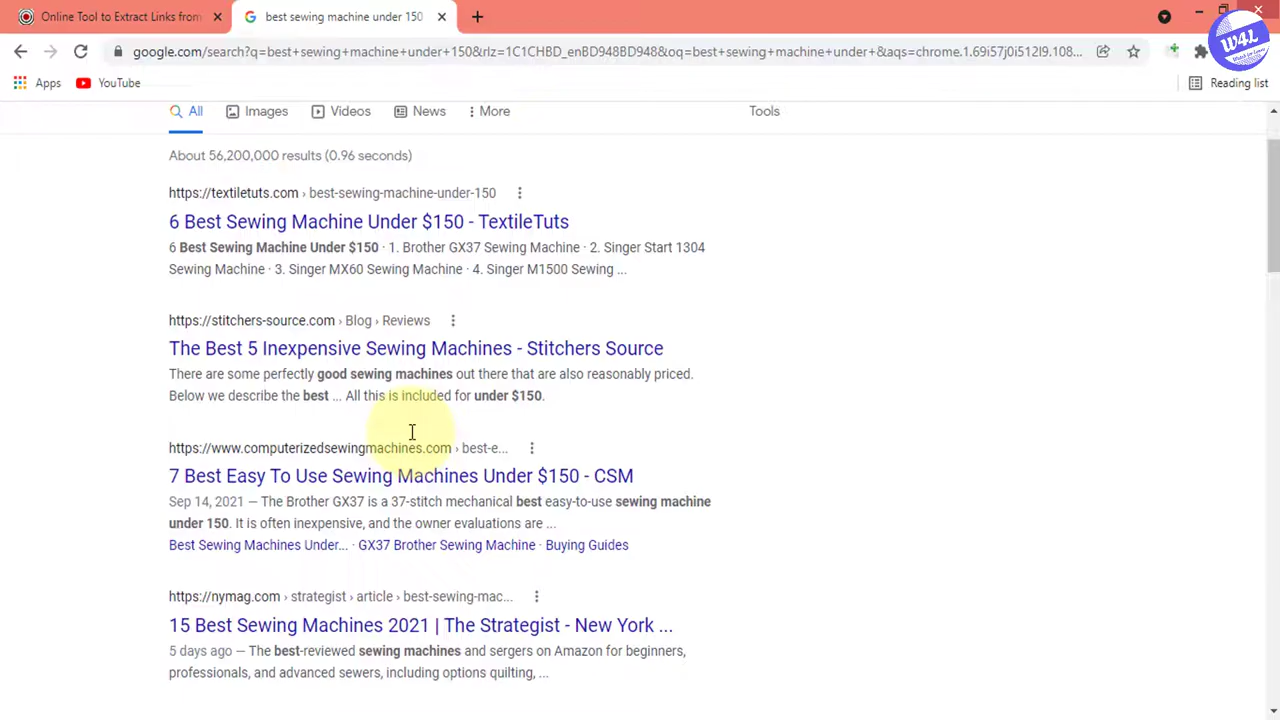 Online Tool to Extract Links from
best sewing machine under 150
W4L
google.com/search?q=best+sewing+machine+under+150&rlz=1C1CHBD_enBD948BD948&oq=best+sewing+machine+under+&aqs=chrome.1.69i57j0i512l9.108...
Apps
YouTube
Reading list
All
Images
Videos
News
More
Tools
About 56,200,000 results (0.96 seconds)
https://textiletuts.com › best-sewing-machine-under-150
6 Best Sewing Machine Under $150 - TextileTuts
6 Best Sewing Machine Under $150 · 1. Brother GX37 Sewing Machine · 2. Singer Start 1304
Sewing Machine · 3. Singer MX60 Sewing Machine · 4. Singer M1500 Sewing ...
https://stitchers-source.com › Blog › Reviews
The Best 5 Inexpensive Sewing Machines - Stitchers Source
There are some perfectly good sewing machines out there that are also reasonably priced.
Below we describe the best ... All this is included for under $150.
https://www.computerizedsewingmachines.com › best-e...
7 Best Easy To Use Sewing Machines Under $150 - CSM
Sep 14, 2021 — The Brother GX37 is a 37-stitch mechanical best easy-to-use sewing machine
under 150. It is often inexpensive, and the owner evaluations are ...
Best Sewing Machines Under... · GX37 Brother Sewing Machine · Buying Guides
https://nymag.com › strategist › article › best-sewing-mac...
15 Best Sewing Machines 2021 | The Strategist - New York ...
5 days ago — The best-reviewed sewing machines and sergers on Amazon for beginners,
professionals, and advanced sewers, including options quilting, ...